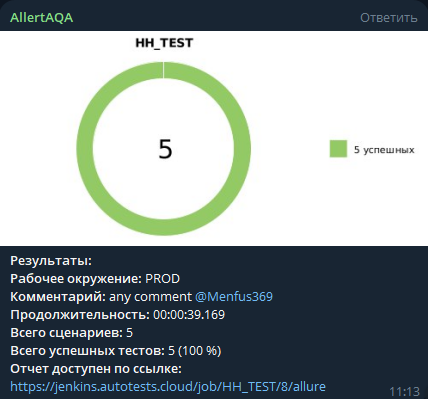 AllertAQA
Ответить
HH_TEST
5
5 успешных
Результаты:
Рабочее окружение: PROD
Комментарий: any comment @Menfus369
Продолжительность: 00:00:39.169
Всего сценариев: 5
Всего успешных тестов: 5 (100 %)
Отчет доступен по ссылке:
https://jenkins.autotests.cloud/job/HH_TEST/8/allure
11:13